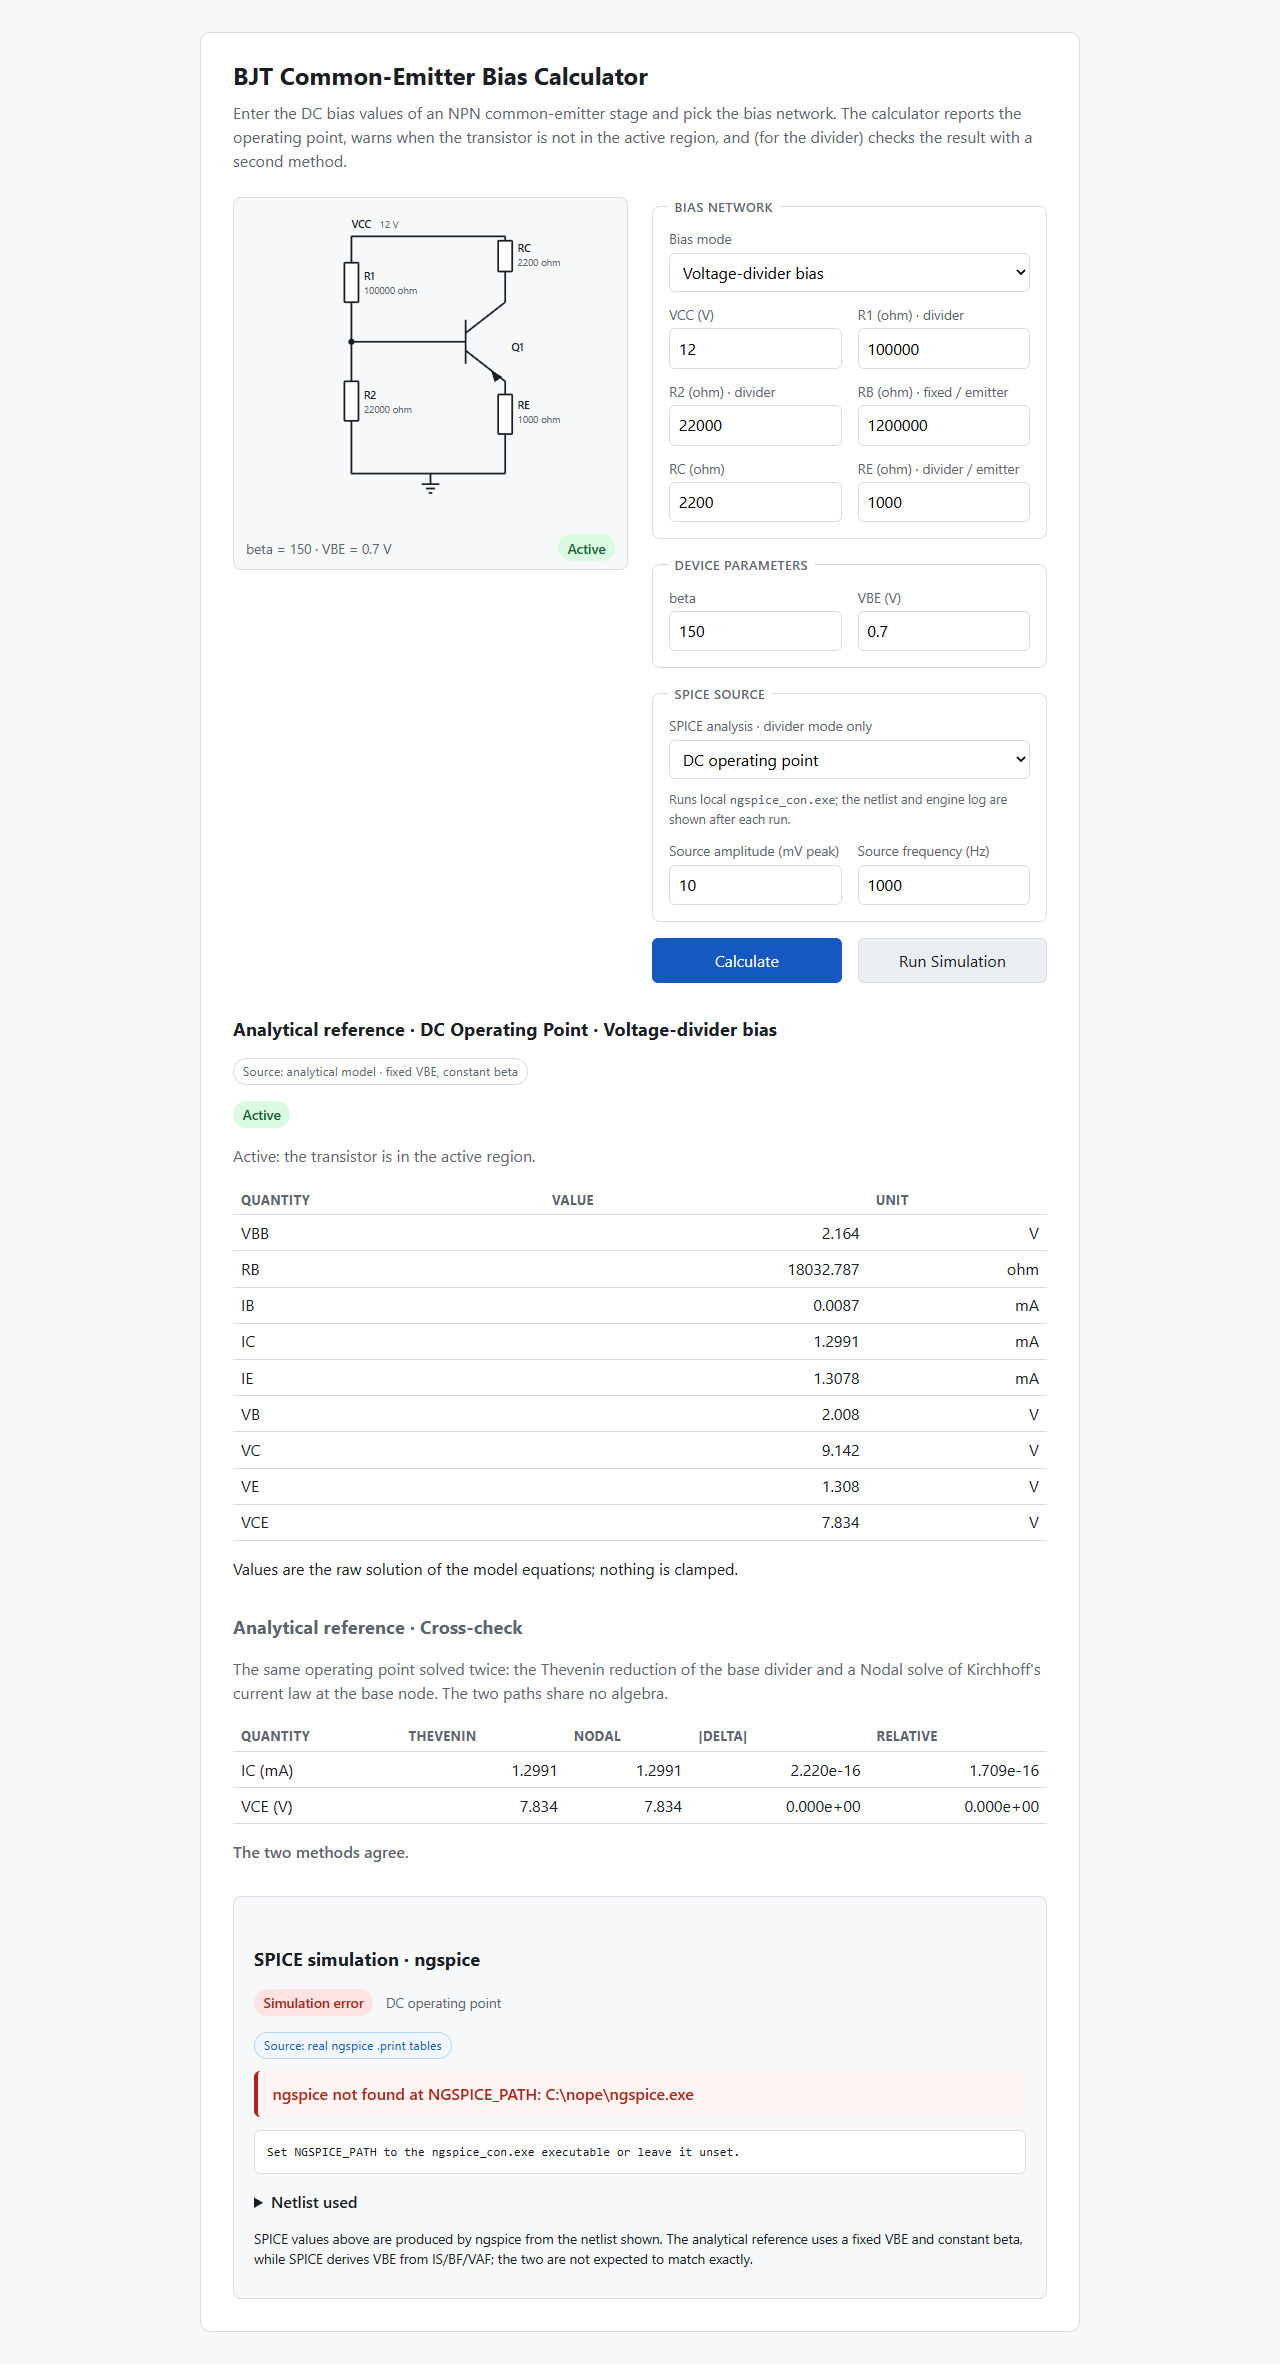 BJT Common-Emitter Bias Calculator
Enter the DC bias values of an NPN common-emitter stage and pick the bias network. The calculator reports the
operating point, warns when the transistor is not in the active region, and (for the divider) checks the result with a
second method.
VCC 12 V
RC
2200 ohm
R1
100000 ohm
Q1
R2
22000 ohm
RE
1000 ohm
beta = 150 · VBE = 0.7 V
Active
BIAS NETWORK
Bias mode
Voltage-divider bias
VCC (V) R1 (ohm) · divider
12 100000
R2 (ohm) · divider RB (ohm) · fixed / emitter
22000 1200000
RC (ohm) RE (ohm) · divider / emitter
2200 1000
DEVICE PARAMETERS
beta VBE (V)
150 0.7
SPICE SOURCE
SPICE analysis · divider mode only
DC operating point
Runs local ngspice_con.exe; the netlist and engine log are
shown after each run.
Source amplitude (mV peak) Source frequency (Hz)
10 1000
Calculate Run Simulation
Analytical reference · DC Operating Point · Voltage-divider bias
Source: analytical model · fixed VBE, constant beta
Active
Active: the transistor is in the active region.
QUANTITY VALUE UNIT
VBB 2.164 V
RB 18032.787 ohm
IB 0.0087 mA
IC 1.2991 mA
IE 1.3078 mA
VB 2.008 V
VC 9.142 V
VE 1.308 V
VCE 7.834 V
Values are the raw solution of the model equations; nothing is clamped.
Analytical reference · Cross-check
The same operating point solved twice: the Thevenin reduction of the base divider and a Nodal solve of Kirchhoff's
current law at the base node. The two paths share no algebra.
QUANTITY THEVENIN NODAL |DELTA| RELATIVE
IC (mA) 1.2991 1.2991 2.220e-16 1.709e-16
VCE (V) 7.834 7.834 0.000e+00 0.000e+00
The two methods agree.
SPICE simulation · ngspice
Simulation error DC operating point
Source: real ngspice .print tables
ngspice not found at NGSPICE_PATH: C:\nope\ngspice.exe
Set NGSPICE_PATH to the ngspice_con.exe executable or leave it unset.
Netlist used
SPICE values above are produced by ngspice from the netlist shown. The analytical reference uses a fixed VBE and constant beta,
while SPICE derives VBE from IS/BF/VAF; the two are not expected to match exactly.